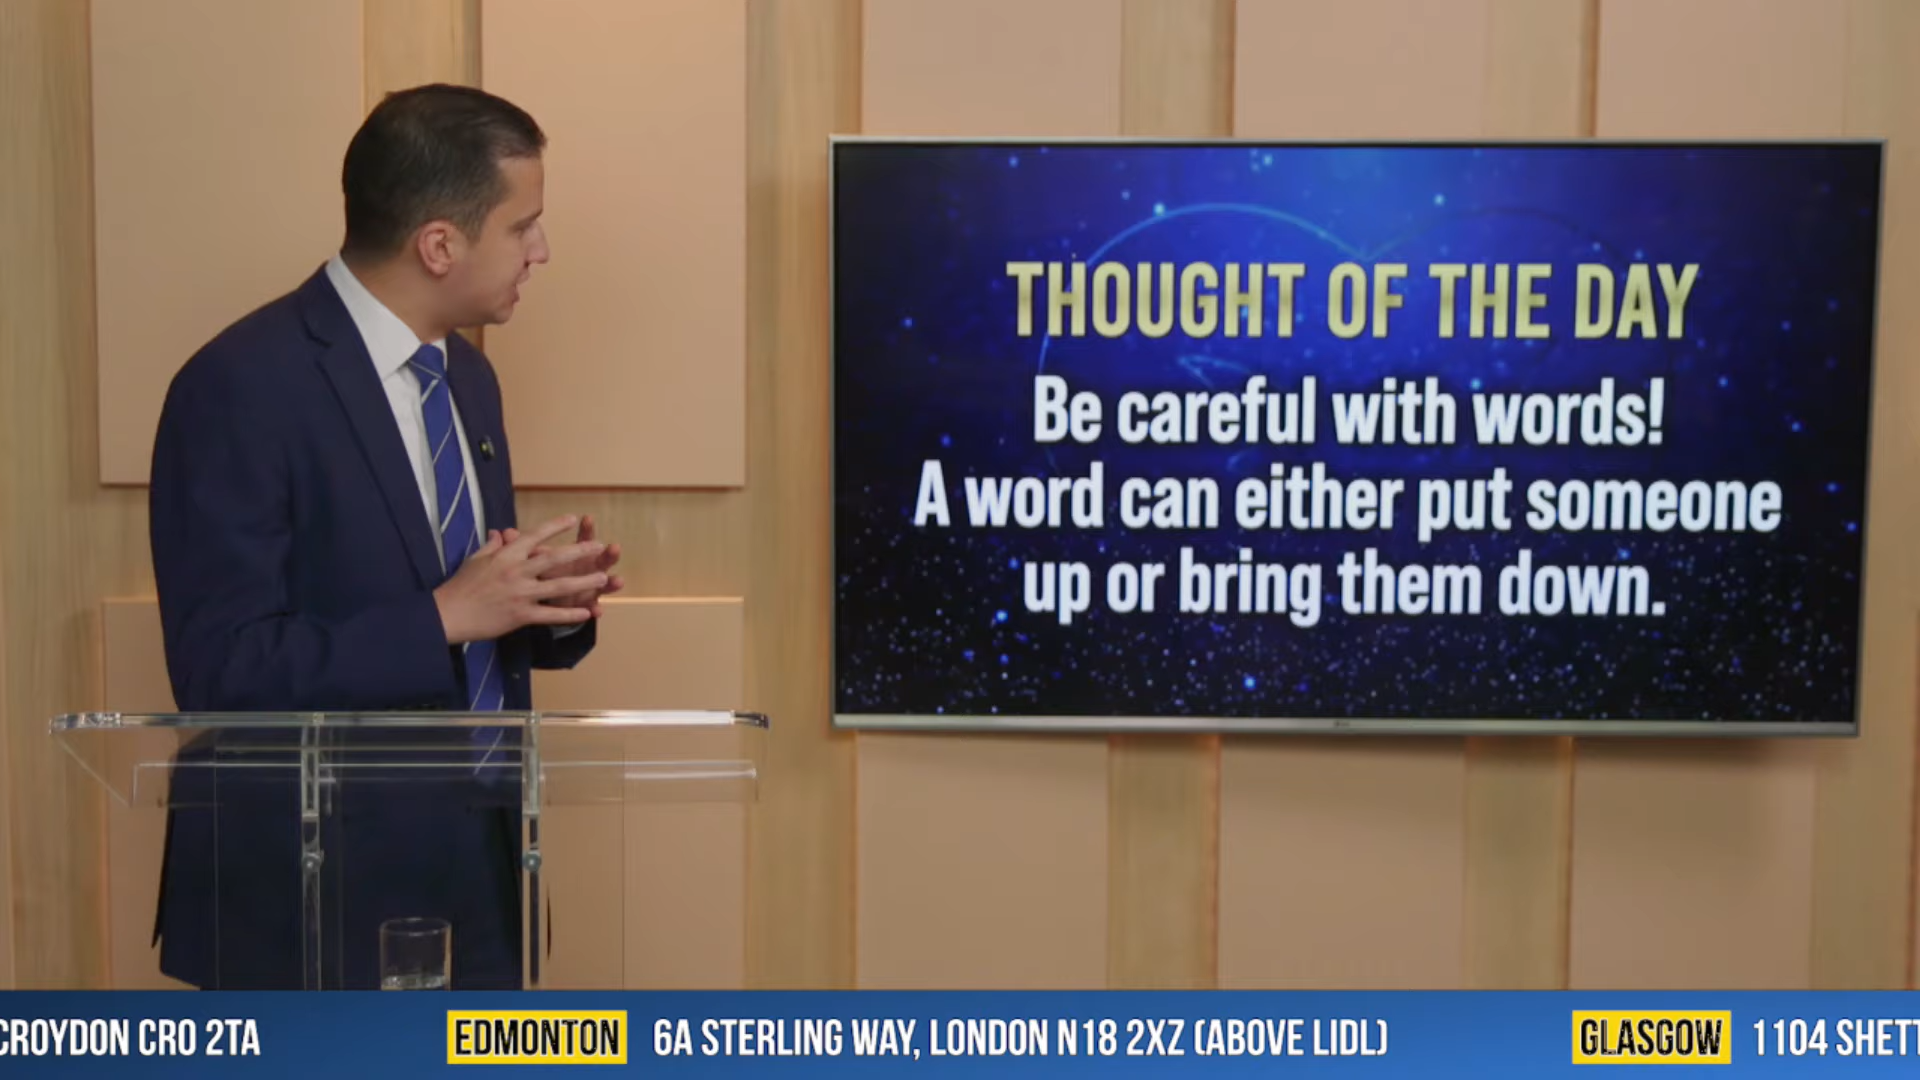 THOUGHT OF THE DAY
Be careful with words!
A word can either put someone
up or bring them down.
CROYDON CR0 2TA
EDMONTON 6A STERLING WAY, LONDON N18 2XZ (ABOVE LIDL)
GLASGOW 1104 SHETT